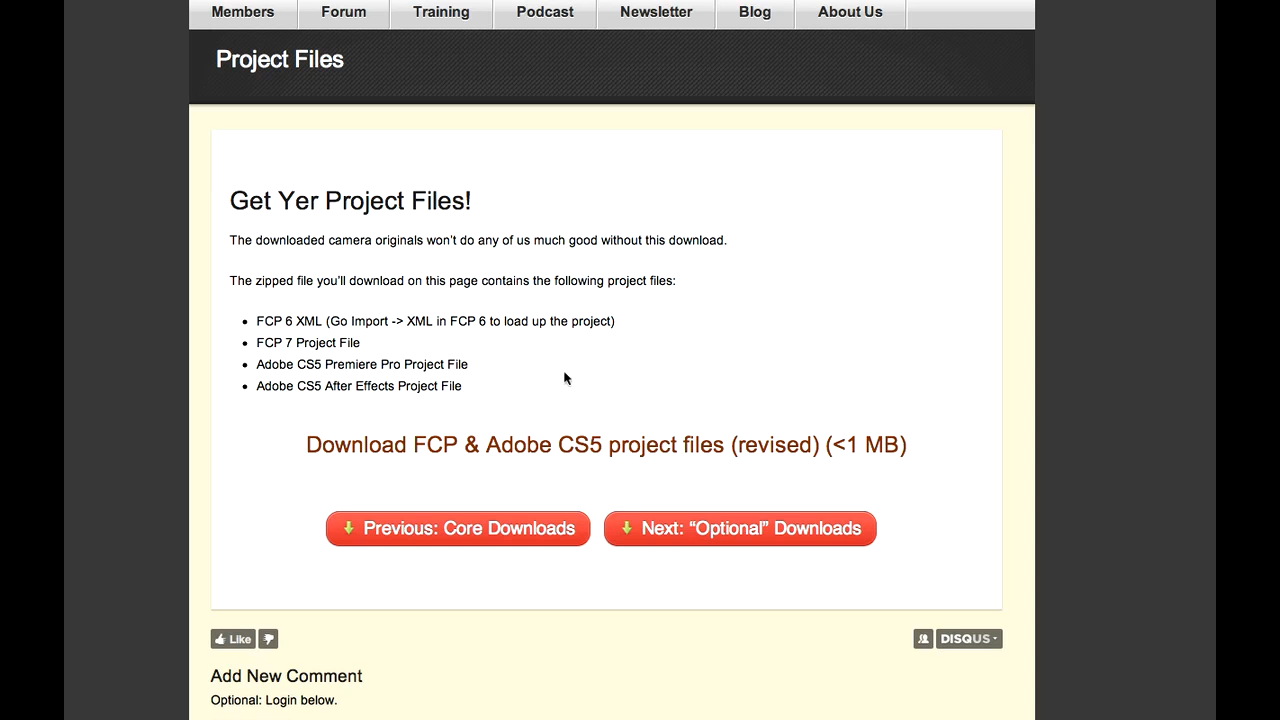 Members Forum Training Podcast Newsletter Blog About Us
Project Files
Get Yer Project Files!
The downloaded camera originals won't do any of us much good without this download.
The zipped file you'll download on this page contains the following project files:
• FCP 6 XML (Go Import -> XML in FCP 6 to load up the project)
• FCP 7 Project File
• Adobe CS5 Premiere Pro Project File
• Adobe CS5 After Effects Project File
Download FCP & Adobe CS5 project files (revised) (<1 MB)
Previous: Core Downloads Next: “Optional” Downloads
Like DISQUS
Add New Comment
Optional: Login below.